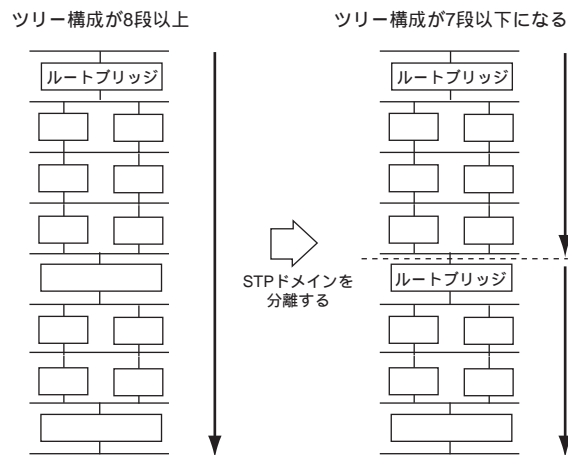 ツリー構成が8段以上
ツリー構成が7段以下になる
ルートブリッジ
ルートブリッジ
STPドメインを
分離する
ルートブリッジ